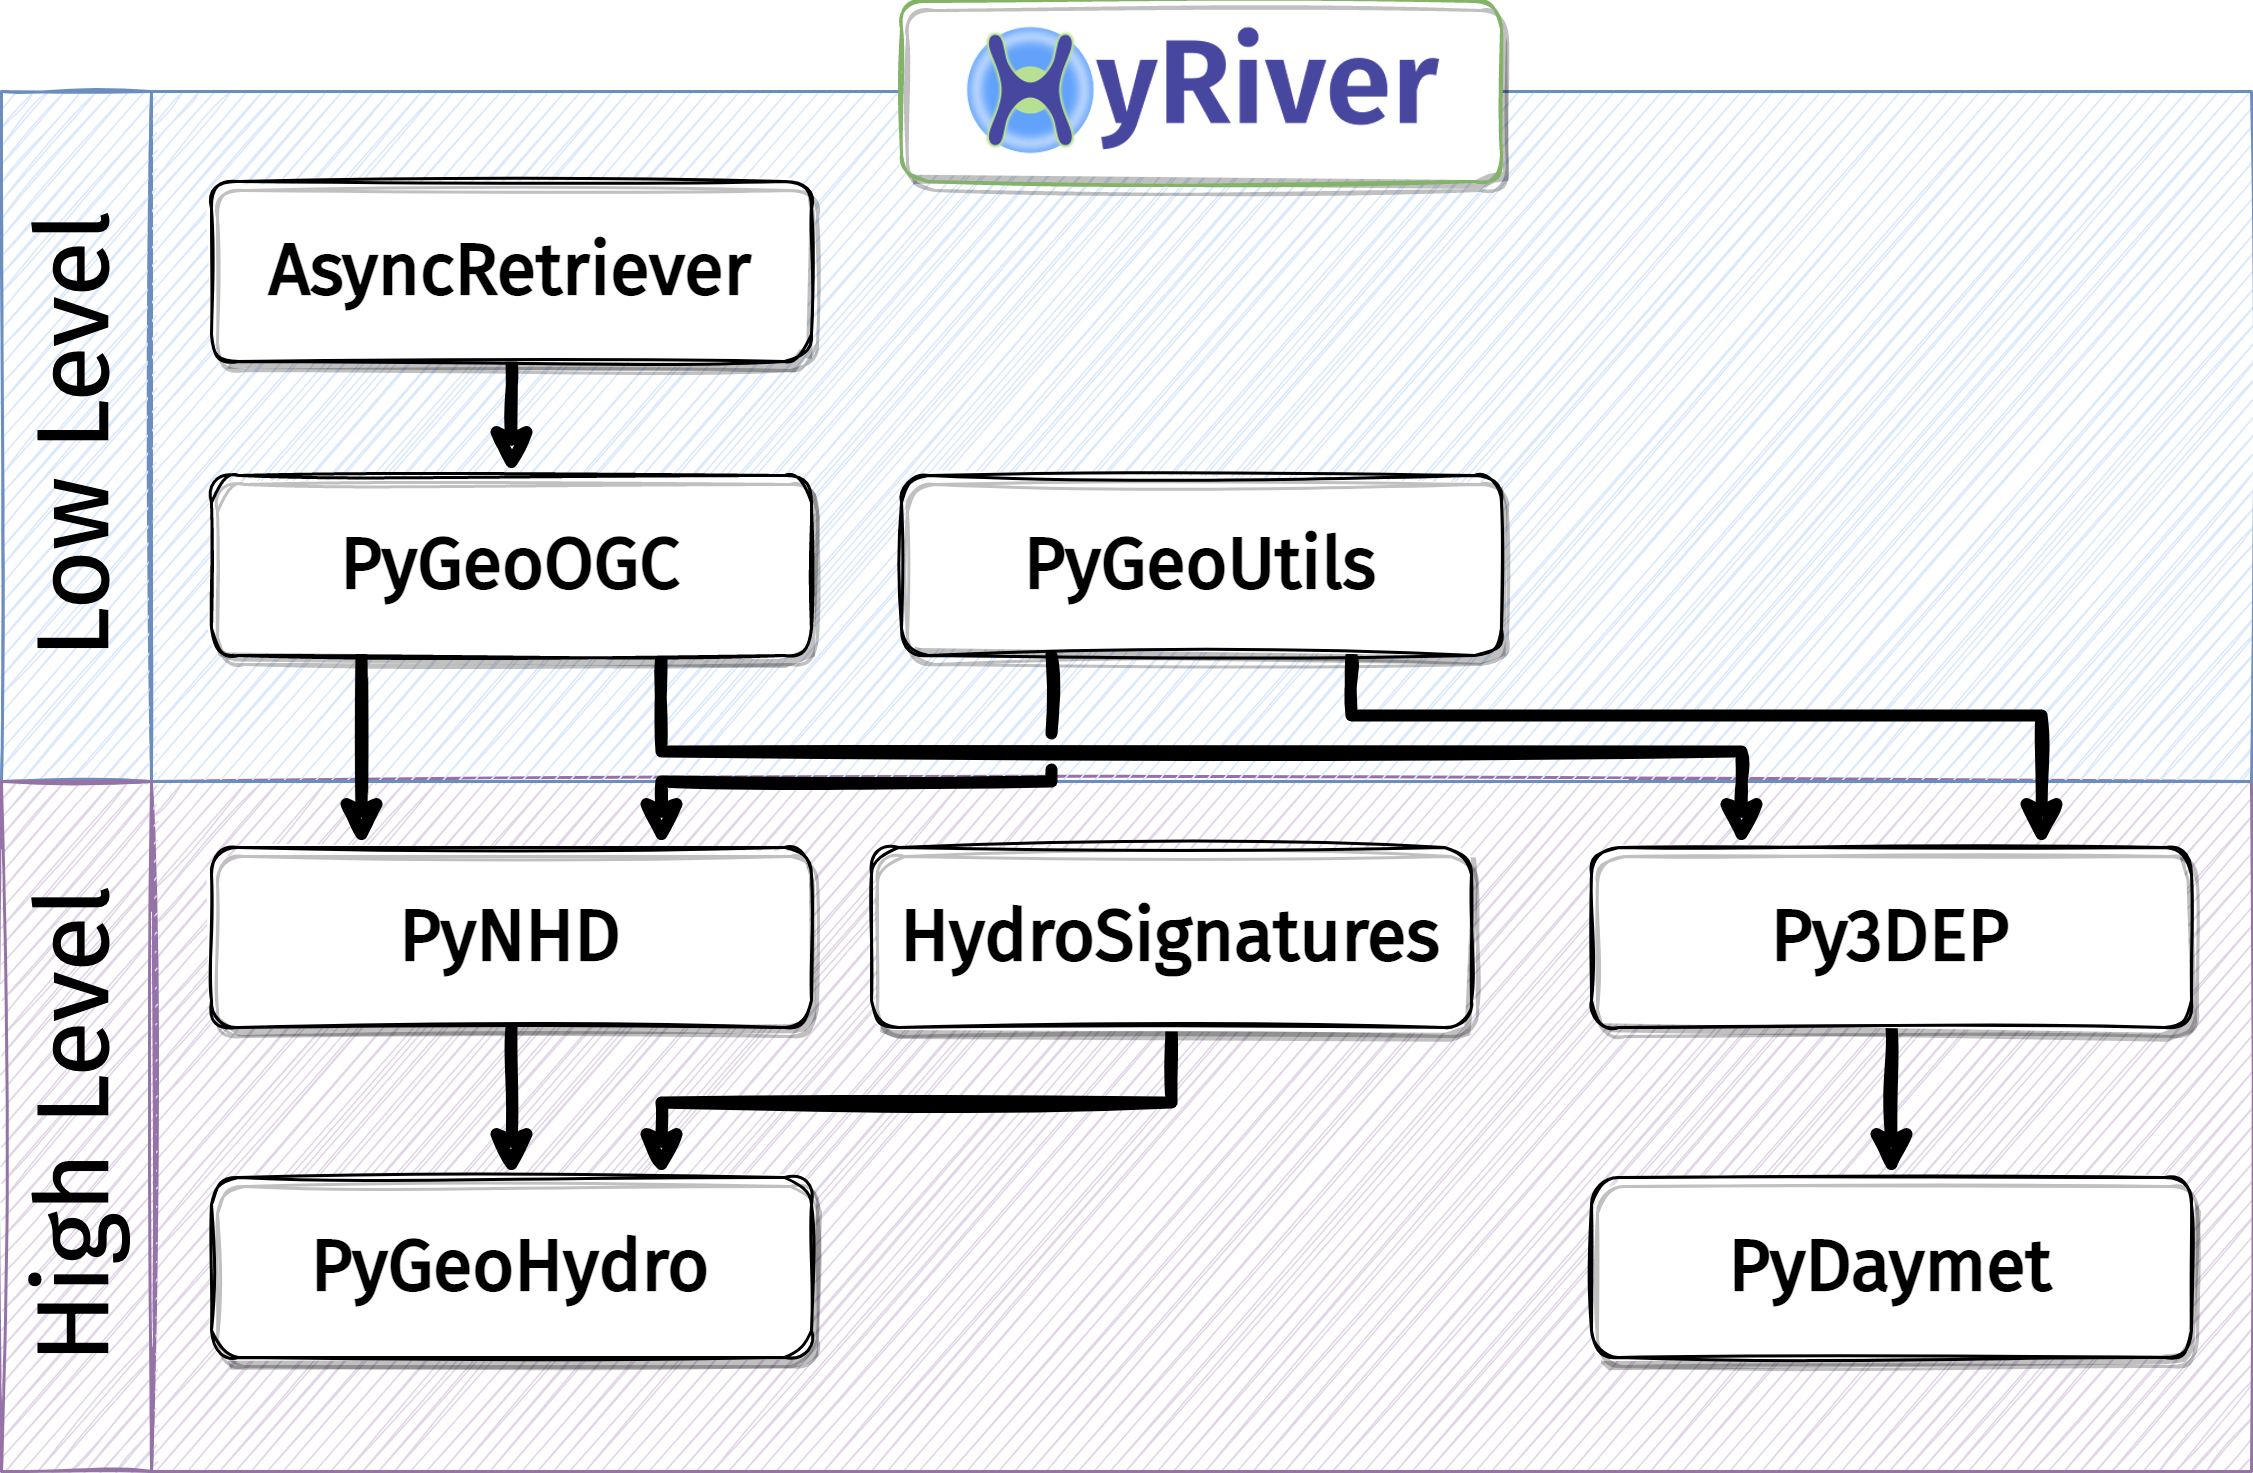 HyRiver
Low Level
AsyncRetriever
PyGeoOGC
PyGeoUtils
High Level
PyNHD
HydroSignatures
Py3DEP
PyGeoHydro
PyDaymet